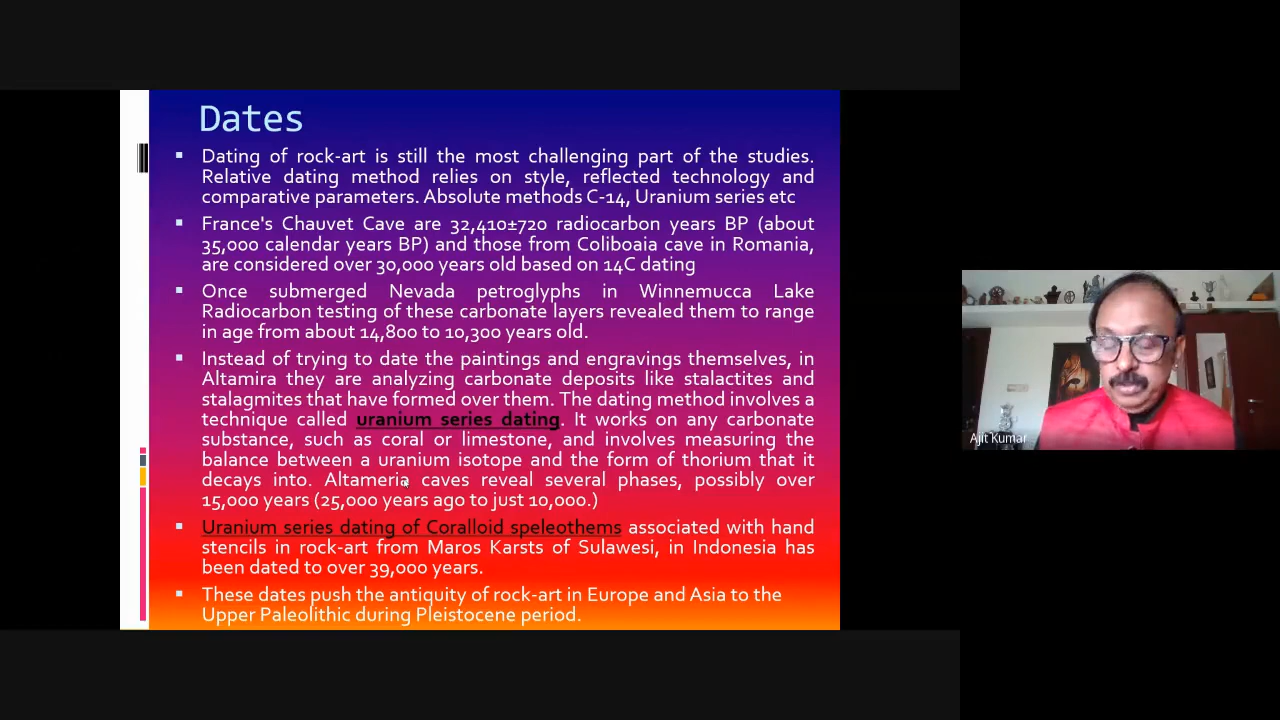 Dates
Dating of rock-art is still the most challenging part of the studies.
Relative dating method relies on style, reflected technology and
comparative parameters. Absolute methods C-14, Uranium series etc
France's Chauvet Cave are 32,410±720 radiocarbon years BP (about
35,000 calendar years BP) and those from Coliboaia cave in Romania,
are considered over 30,000 years old based on 14C dating
Once submerged Nevada petroglyphs in Winnemucca Lake
Radiocarbon testing of these carbonate layers revealed them to range
in age from about 14,800 to 10,300 years old.
Instead of trying to date the paintings and engravings themselves, in
Altamira they are analyzing carbonate deposits like stalactites and
stalagmites that have formed over them. The dating method involves a
technique called uranium series dating. It works on any carbonate
substance, such as coral or limestone, and involves measuring the
balance between a uranium isotope and the form of thorium that it
decays into. Altameria caves reveal several phases, possibly over
15,000 years (25,000 years ago to just 10,000.)
Uranium series dating of Coralloid speleothems associated with hand
stencils in rock-art from Maros Karsts of Sulawesi, in Indonesia has
been dated to over 39,000 years.
These dates push the antiquity of rock-art in Europe and Asia to the
Upper Paleolithic during Pleistocene period.
Ajit Kumar